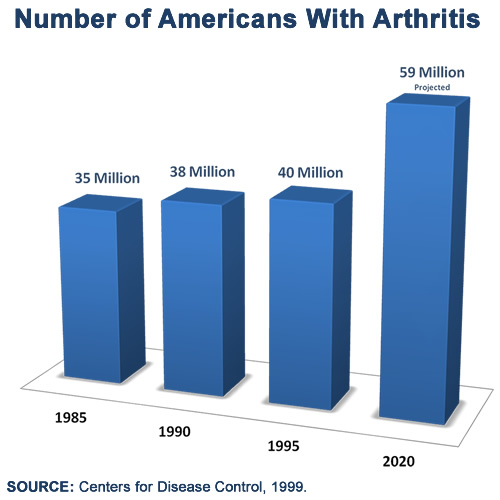 Number of Americans With Arthritis
59 Million
Projected
35 Million
38 Million
40 Million
1985
1990
1995
2020
SOURCE: Centers for Disease Control, 1999.